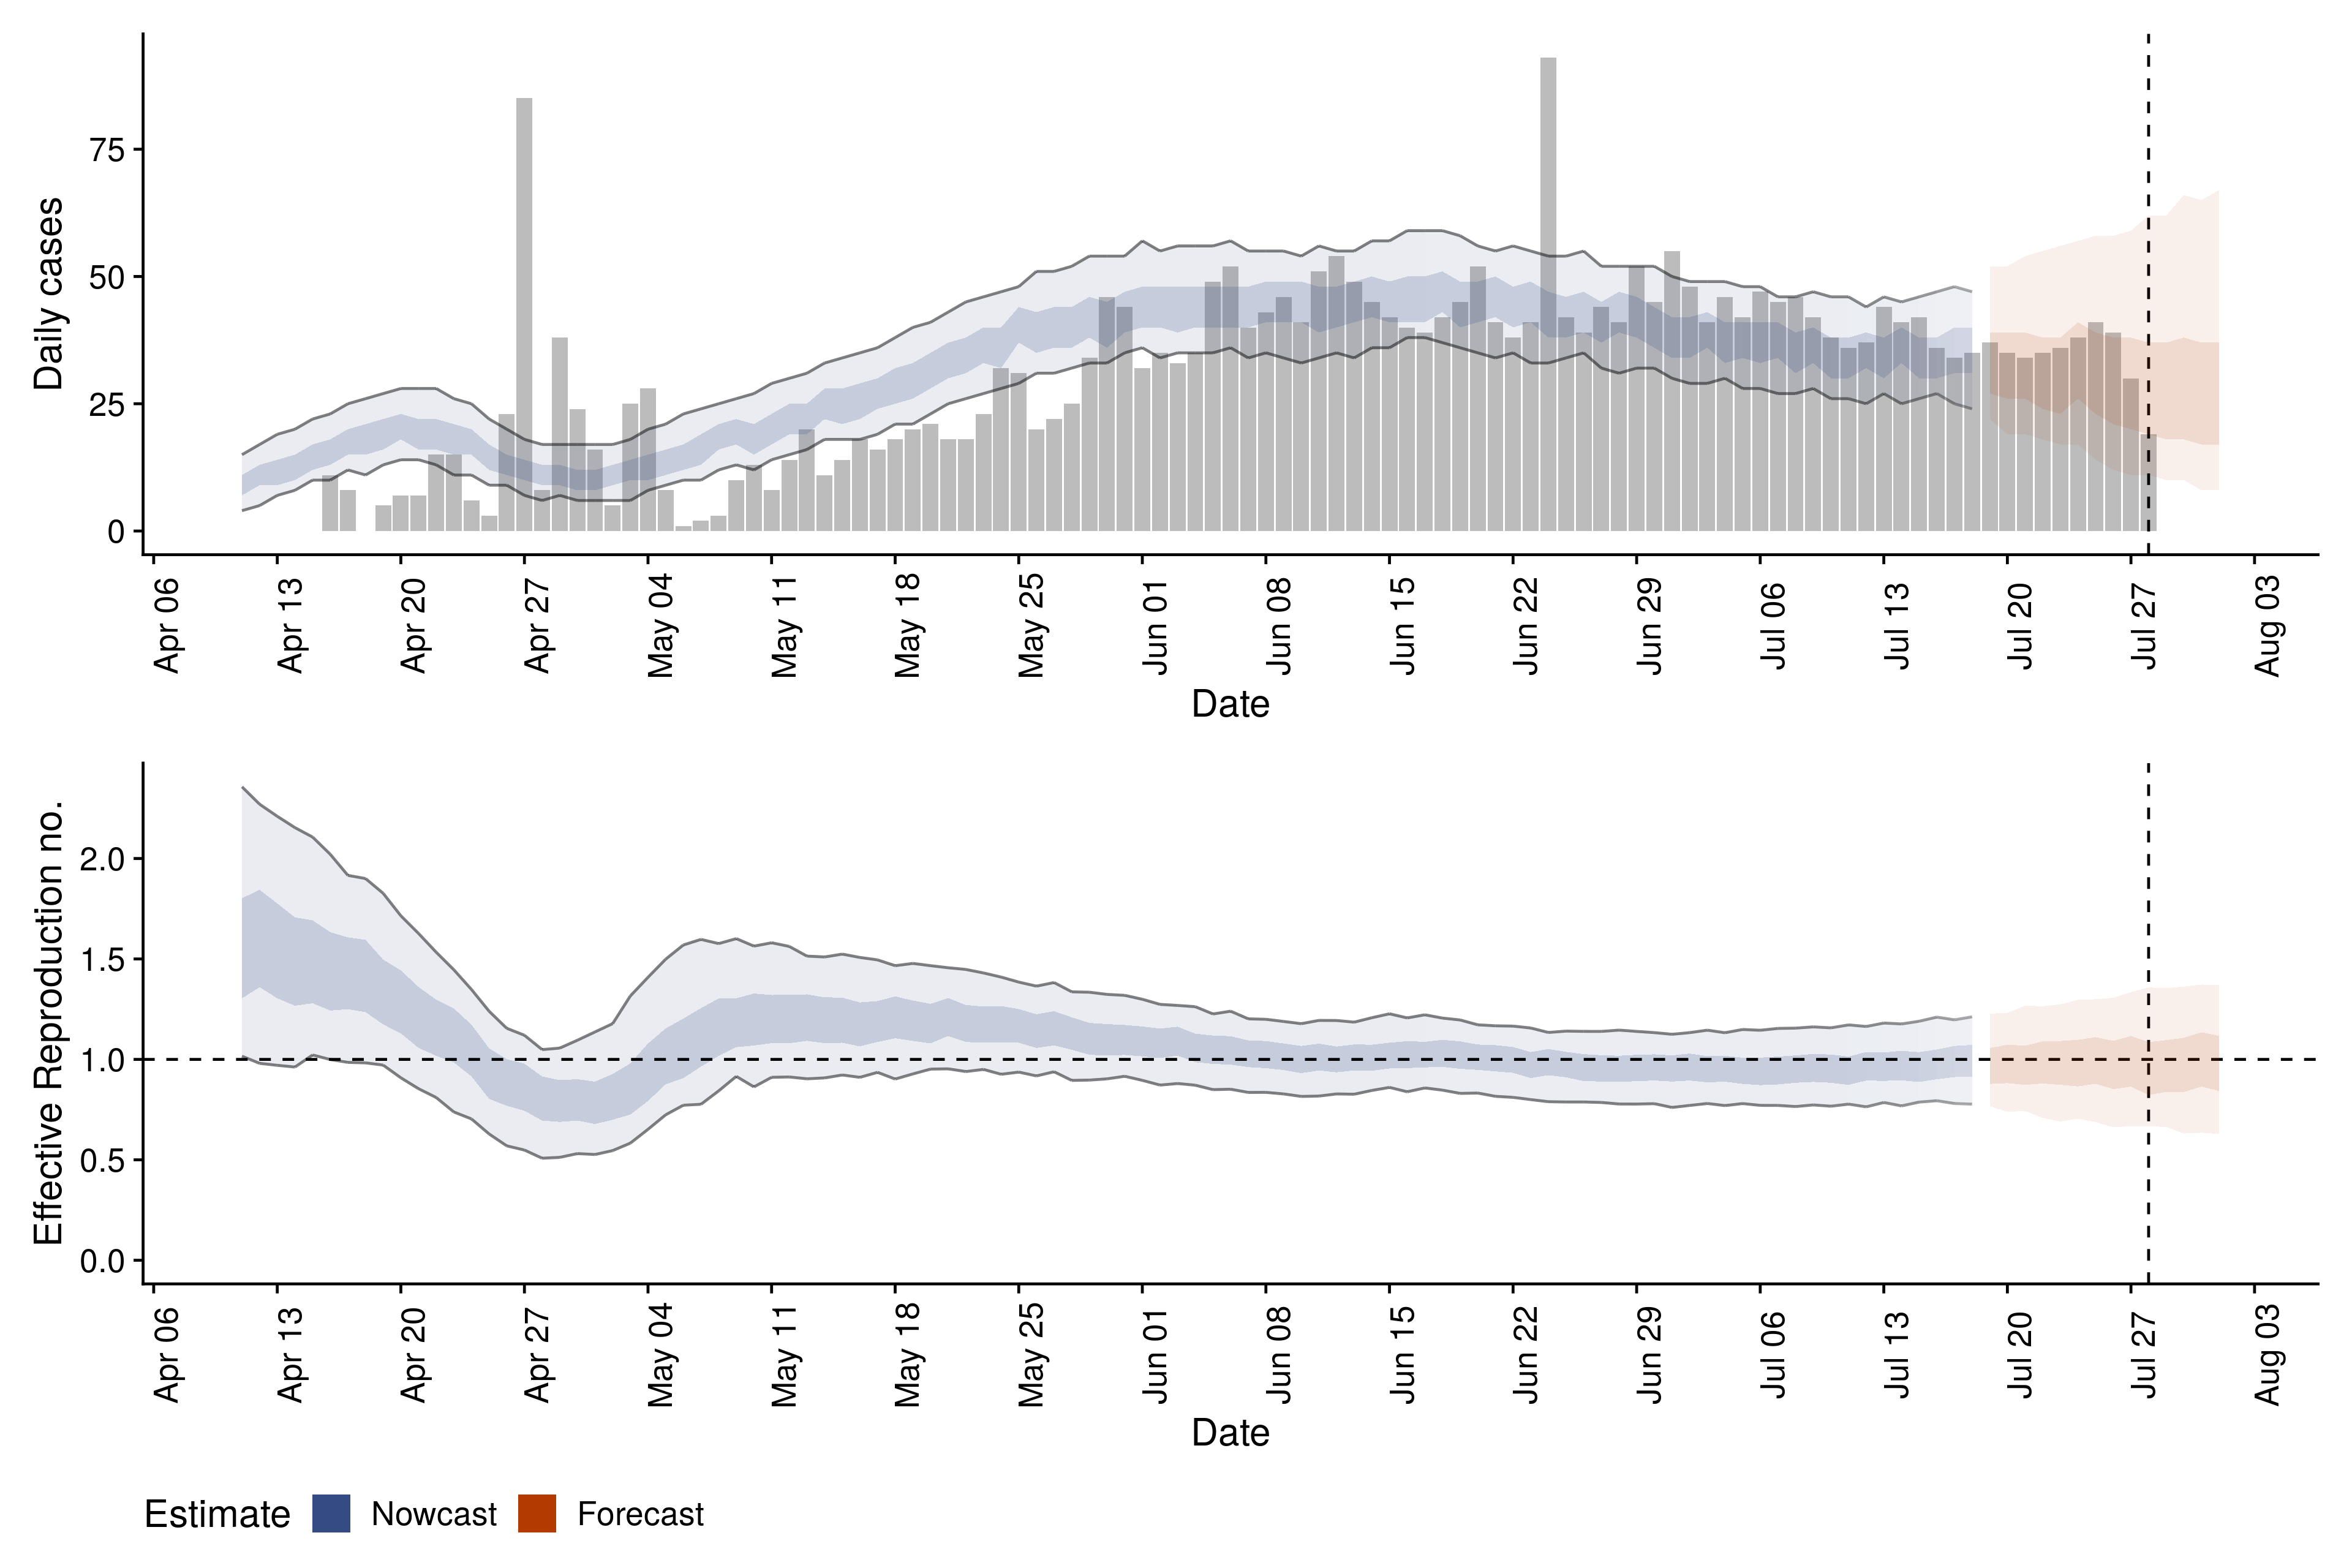 Daily cases
75
50
25
0
Apr 06
Apr 13
Apr 20
Apr 27
May 04
May 11
May 18
May 25
Jun 01
Jun 08
Jun 15
Jun 22
Jun 29
Jul 06
Jul 13
Jul 20
Jul 27
Aug 03
Date
Effective Reproduction no.
2.0
1.5
1.0
0.5
0.0
Apr 06
Apr 13
Apr 20
Apr 27
May 04
May 11
May 18
May 25
Jun 01
Jun 08
Jun 15
Jun 22
Jun 29
Jul 06
Jul 13
Jul 20
Jul 27
Aug 03
Date
Estimate Nowcast Forecast